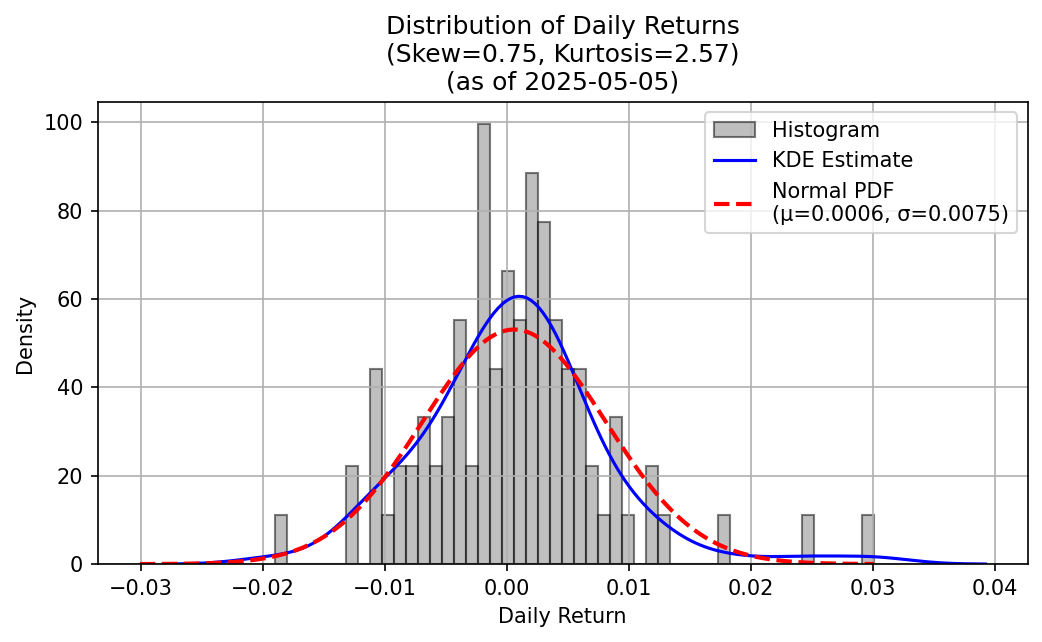 Distribution of Daily Returns
(Skew=0.75, Kurtosis=2.57)
(as of 2025-05-05)
Density
100
80
60
40
20
0
Histogram
KDE Estimate
Normal PDF
(μ=0.0006, σ=0.0075)
−0.03 −0.02 −0.01 0.00 0.01 0.02 0.03 0.04
Daily Return